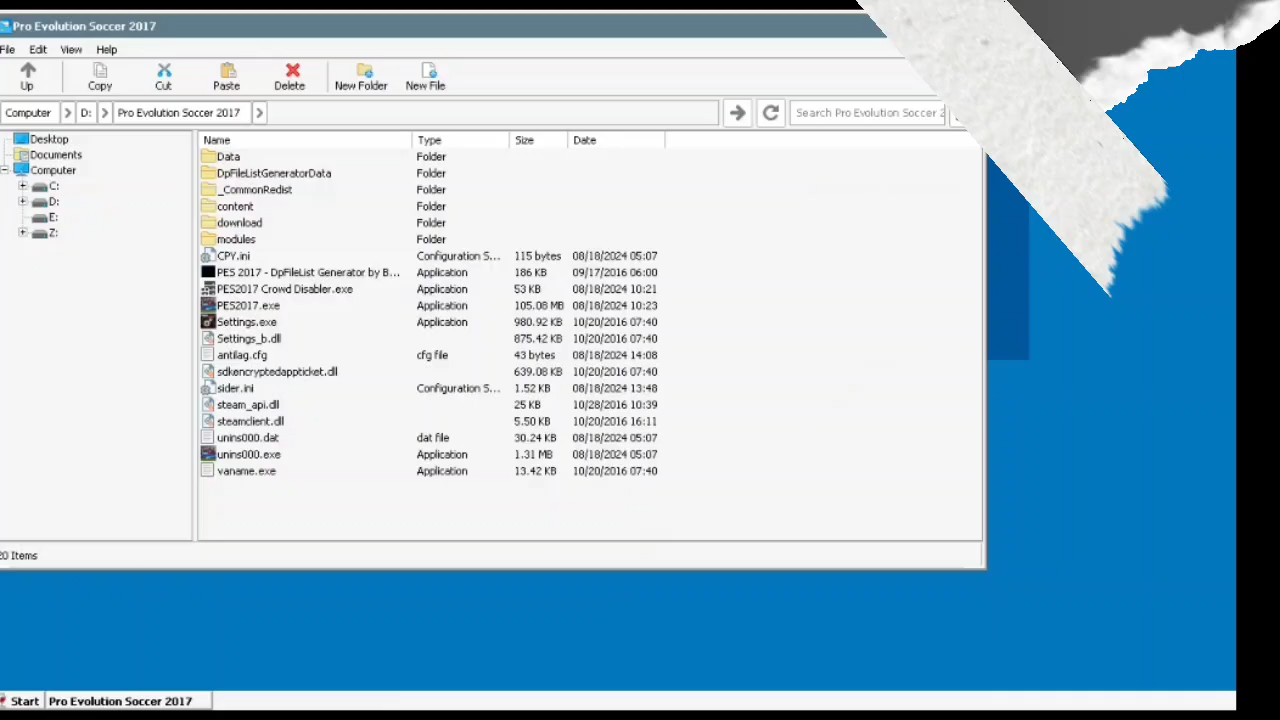 Pro Evolution Soccer 2017
File Edit View Help
Up Copy Cut Paste Delete New Folder New File
Computer D: Pro Evolution Soccer 2017 Search Pro Evolution Soccer 2
Desktop
Documents
Computer
C:
D:
E:
Z:
Name Type Size Date
Data Folder
DpFileListGeneratorData Folder
_CommonRedist Folder
content Folder
download Folder
modules Folder
CPY.ini Configuration S... 115 bytes 08/18/2024 05:07
PES 2017 - DpFileList Generator by B... Application 186 KB 09/17/2016 06:00
PES2017 Crowd Disabler.exe Application 53 KB 08/18/2024 10:21
PES2017.exe Application 105.08 MB 08/18/2024 10:23
Settings.exe Application 980.92 KB 10/20/2016 07:40
Settings_b.dll 875.42 KB 10/20/2016 07:40
antilag.cfg cfg file 43 bytes 08/18/2024 14:08
sdkencryptedappticket.dll 639.08 KB 10/20/2016 07:40
sider.ini Configuration S... 1.52 KB 08/18/2024 13:48
steam_api.dll 25 KB 10/28/2016 10:39
steamclient.dll 5.50 KB 10/20/2016 16:11
unins000.dat dat file 30.24 KB 08/18/2024 05:07
unins000.exe Application 1.31 MB 08/18/2024 05:07
vaname.exe Application 13.42 KB 10/20/2016 07:40
20 Items
Start Pro Evolution Soccer 2017